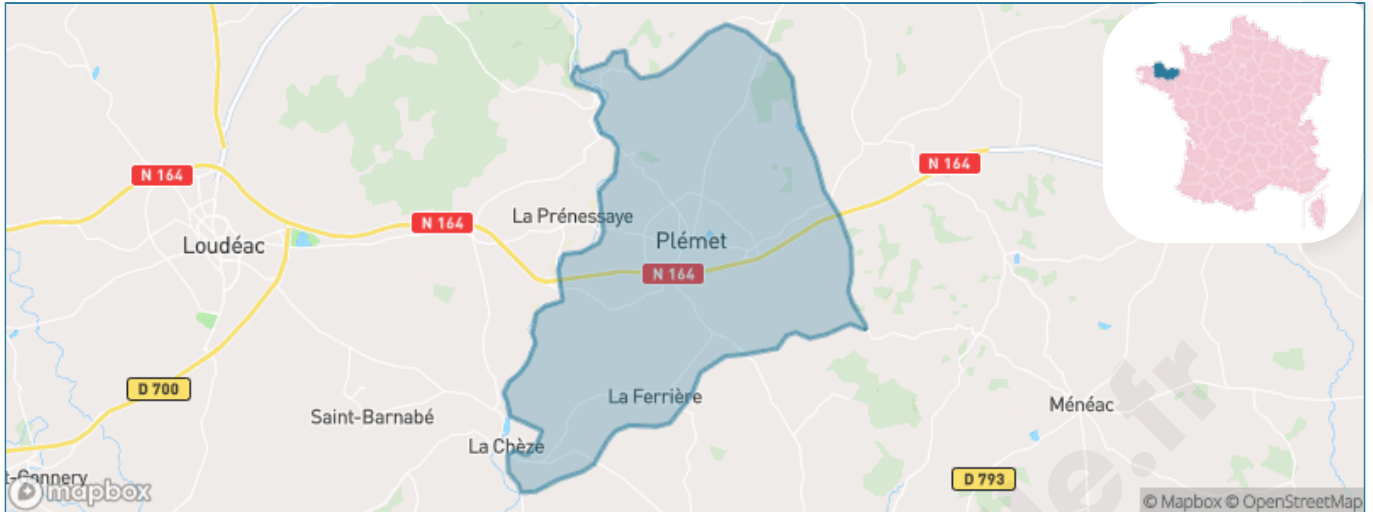 N 164
N 164
La Prénessaye
N 164
Loudéac
Plémet
N 164
D 700
La Ferrière
Ménéac
Saint-Barnabé
La Chèze
t-Gonnery
D 793
mapbox
© Mapbox © OpenStreetMap